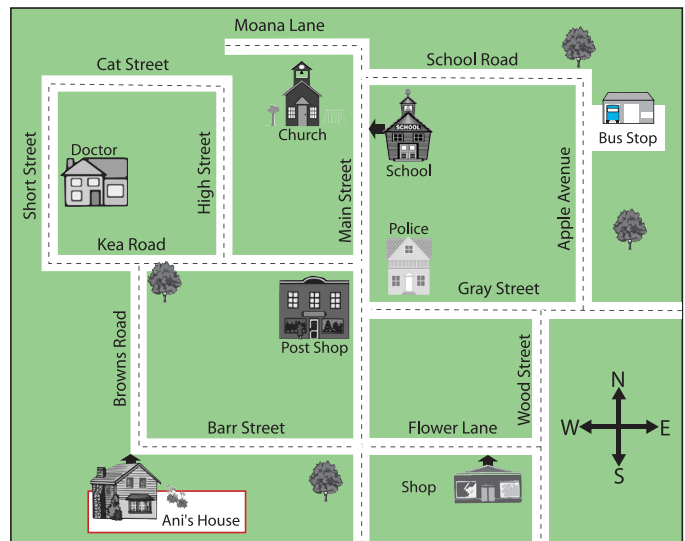 Moana Lane
Cat Street
School Road
Church
SCHOOL
School
Bus Stop
Doctor
Short Street
High Street
Main Street
Apple Avenue
Kea Road
Police
Gray Street
Post Shop
Browns Road
Wood Street
Barr Street
Flower Lane
N
W
E
S
Shop
Ani's House